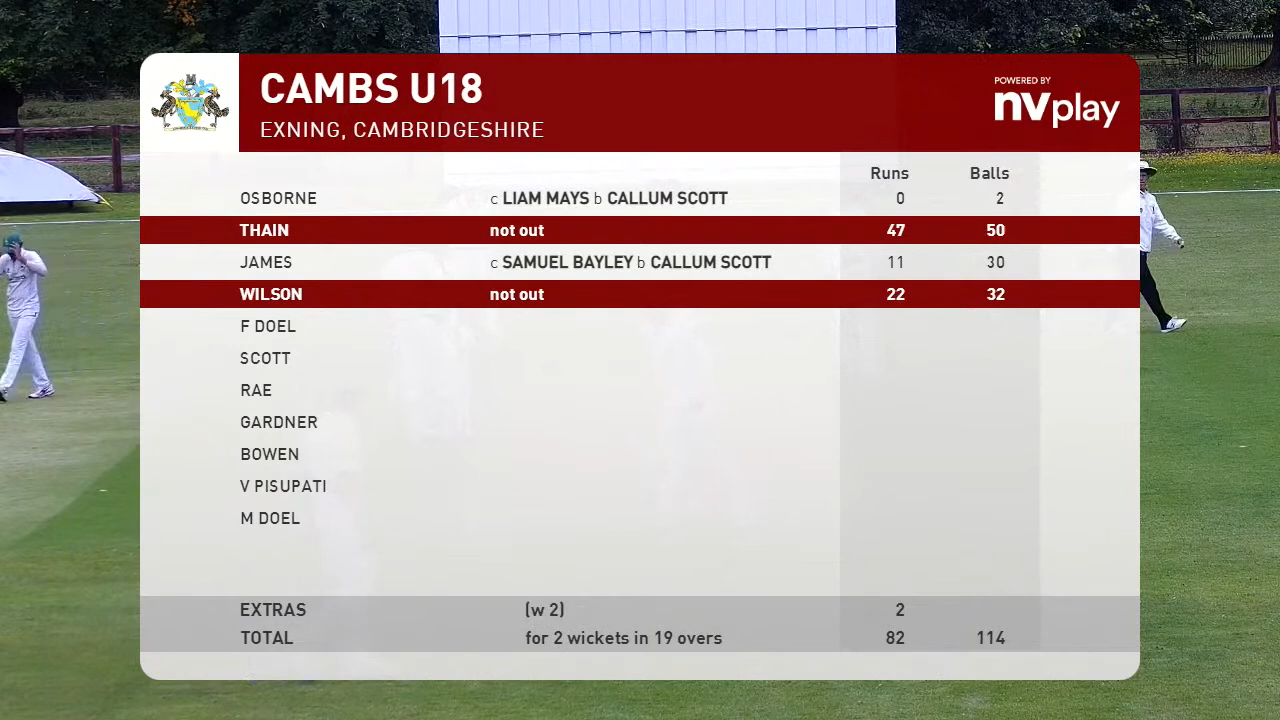 CAMBS U18
EXNING, CAMBRIDGESHIRE
POWERED BY
nvplay
Runs Balls
OSBORNE c LIAM MAYS b CALLUM SCOTT 0 2
THAIN not out 47 50
JAMES c SAMUEL BAYLEY b CALLUM SCOTT 11 30
WILSON not out 22 32
F DOEL
SCOTT
RAE
GARDNER
BOWEN
V PISUPATI
M DOEL
EXTRAS (w 2) 2
TOTAL for 2 wickets in 19 overs 82 114